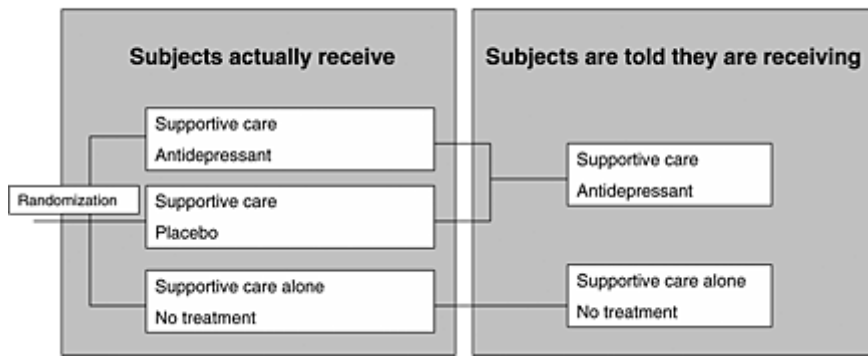 Subjects actually receive
Subjects are told they are receiving
Supportive care
Antidepressant
Supportive care
Antidepressant
Randomization
Supportive care
Placebo
Supportive care alone
No treatment
Supportive care alone
No treatment